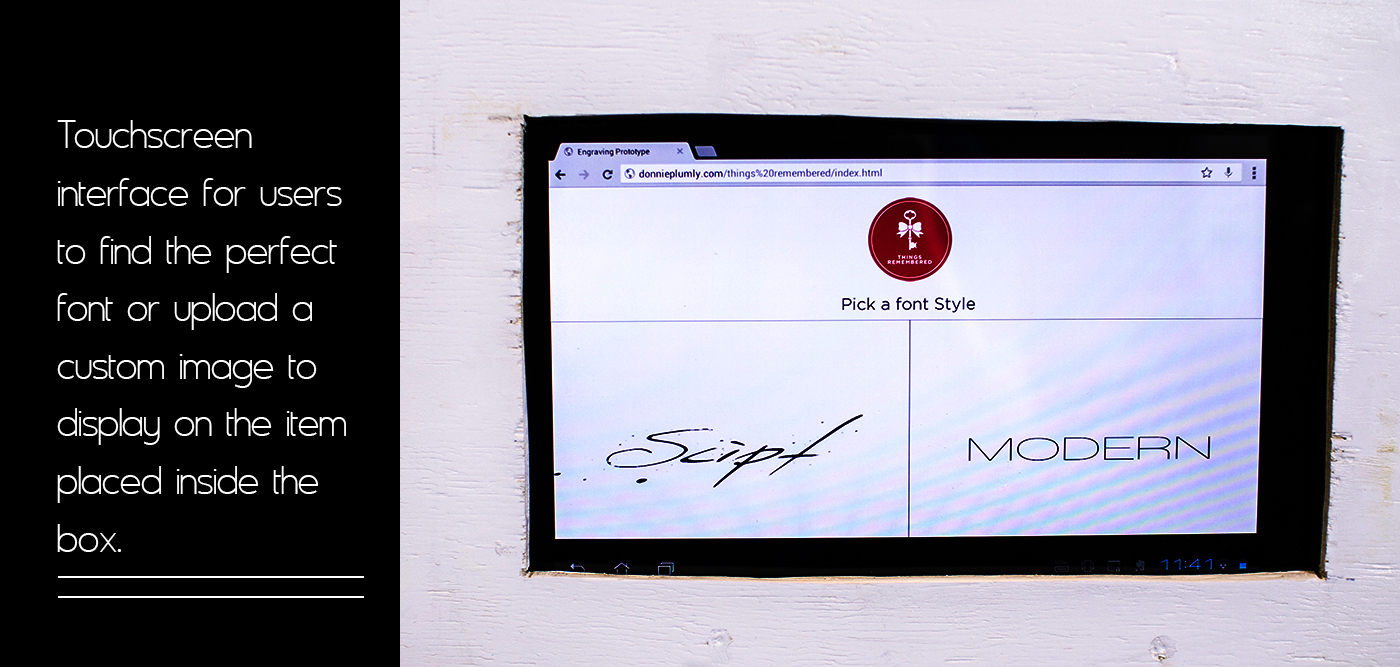 Touchscreen
interface for users
to find the perfect
font or upload a
custom image to
display on the item
placed inside the
box.
Engraving Prototype
donnieplumly.com/things%20remembered/index.html
THINGS
REMEMBERED
Pick a font Style
Scipt
MODERN
11:41